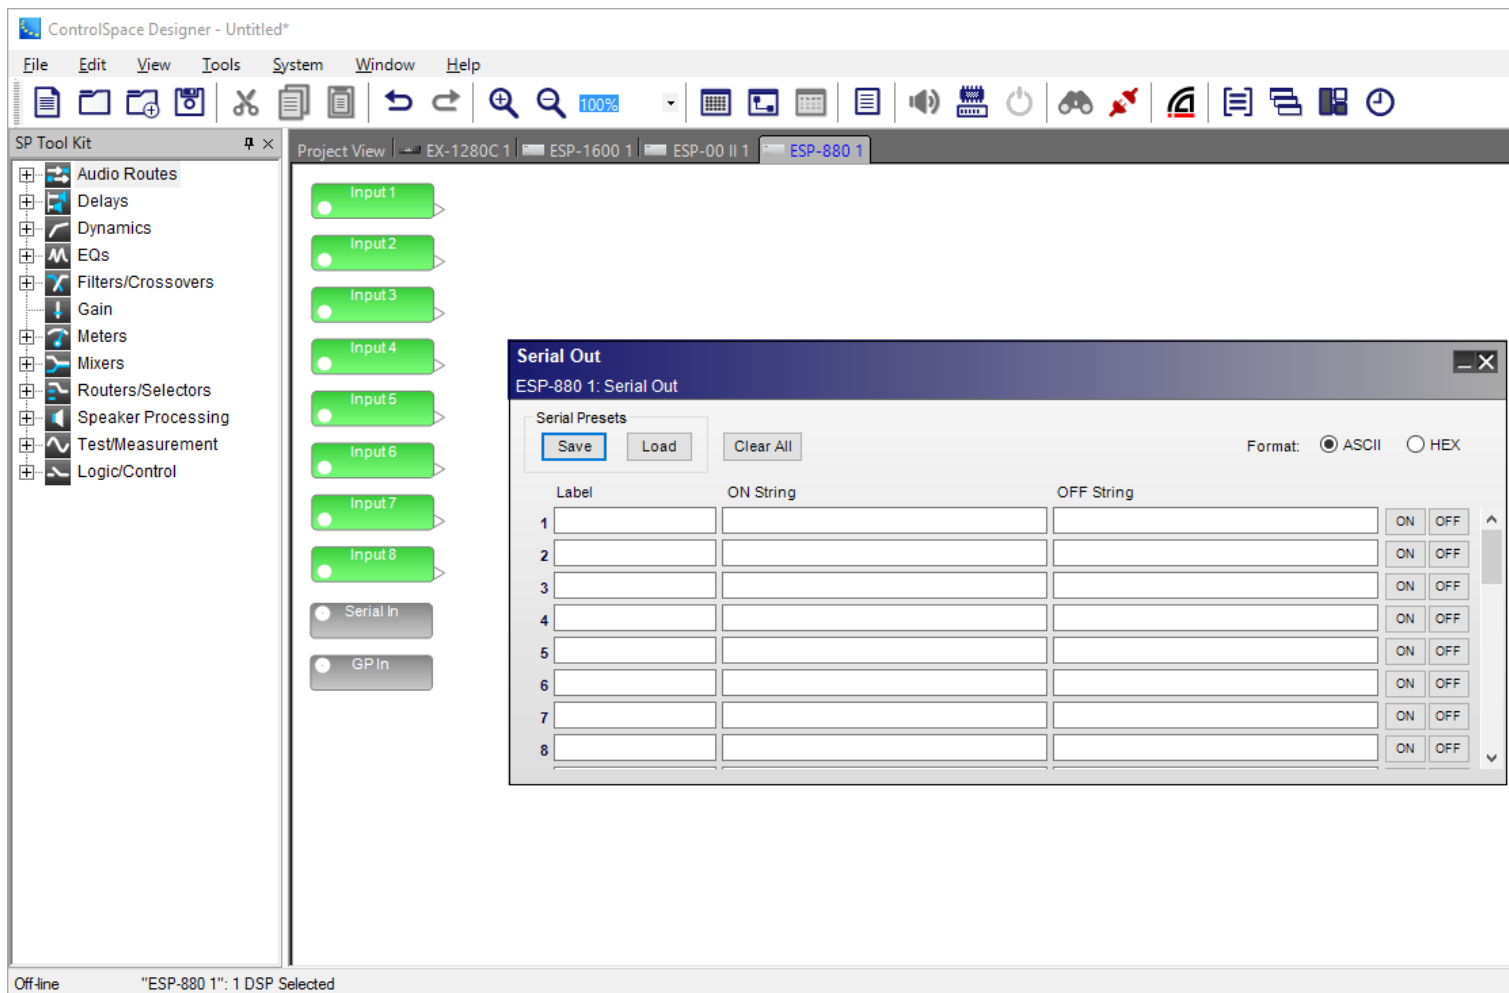 ControlSpace Designer - Untitled*
File Edit View Tools System Window Help
100%
SP Tool Kit
Project View EX-1280C 1 ESP-1600 1 ESP-00 II 1 ESP-880 1
Audio Routes
Delays
Dynamics
EQs
Filters/Crossovers
Gain
Meters
Mixers
Routers/Selectors
Speaker Processing
Test/Measurement
Logic/Control
Input 1
Input 2
Input 3
Input 4
Input 5
Input 6
Input 7
Input 8
Serial In
GP In
Serial Out
ESP-880 1: Serial Out
Serial Presets
Save Load Clear All Format: ASCII HEX
Label ON String OFF String
1 ON OFF
2 ON OFF
3 ON OFF
4 ON OFF
5 ON OFF
6 ON OFF
7 ON OFF
8 ON OFF
Off-line "ESP-880 1": 1 DSP Selected